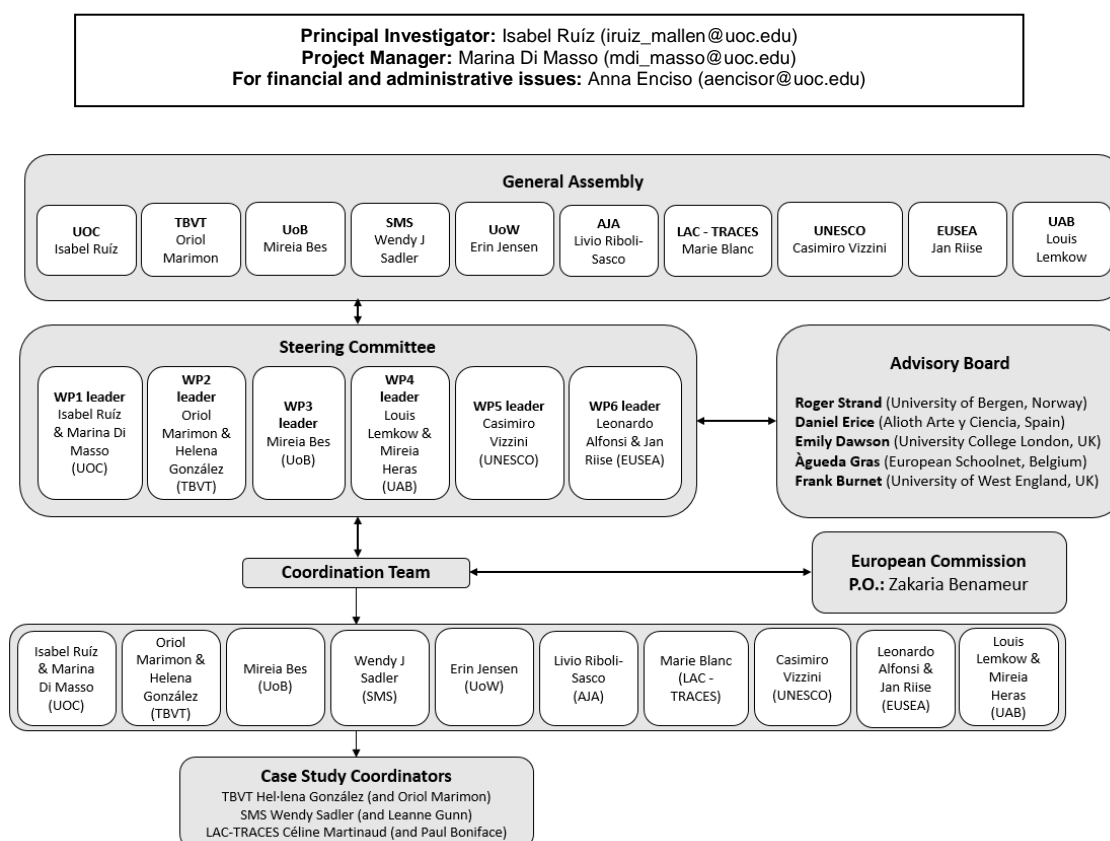 Principal Investigator: Isabel Ruíz (iruiz_mallen@uoc.edu)
Project Manager: Marina Di Masso (mdi_masso@uoc.edu)
For financial and administrative issues: Anna Enciso (aencisor@uoc.edu)
General Assembly
UOC
Isabel Ruíz
TBVT
Oriol
Marimon
UoB
Mireia Bes
SMS
Wendy J
Sadler
UoW
Erin Jensen
AJA
Livio Riboli-
Sasco
LAC - TRACES
Marie Blanc
UNESCO
Casimiro Vizzini
EUSEA
Jan Riise
UAB
Louis
Lemkow
Steering Committee
WP1 leader
Isabel Ruíz
& Marina Di
Masso
(UOC)
WP2
leader
Oriol
Marimon &
Helena
González
(TBVT)
WP3
leader
Mireia Bes
(UoB)
WP4
leader
Louis
Lemkow &
Mireia
Heras
(UAB)
WP5 leader
Casimiro
Vizzini
(UNESCO)
WP6 leader
Leonardo
Alfonsi & Jan
Riise (EUSEA)
Advisory Board
Roger Strand (University of Bergen, Norway)
Daniel Erice (Alioth Arte y Ciencia, Spain)
Emily Dawson (University College London, UK)
Àgueda Gras (European Schoolnet, Belgium)
Frank Burnet (University of West England, UK)
Coordination Team
European Commission
P.O.: Zakaria Benameur
Isabel Ruíz
& Marina
Di Masso
(UOC)
Oriol
Marimon &
Helena
González
(TBVT)
Mireia Bes
(UoB)
Wendy J
Sadler
(SMS)
Erin Jensen
(UoW)
Livio Riboli-
Sasco
(AJA)
Marie Blanc
(LAC -
TRACES)
Casimiro
Vizzini
(UNESCO)
Leonardo
Alfonsi
& Jan Riise
(EUSEA)
Louis
Lemkow &
Mireia
Heras
(UAB)
Case Study Coordinators
TBVT Hel·lena González (and Oriol Marimon)
SMS Wendy Sadler (and Leanne Gunn)
LAC-TRACES Céline Martinaud (and Paul Boniface)